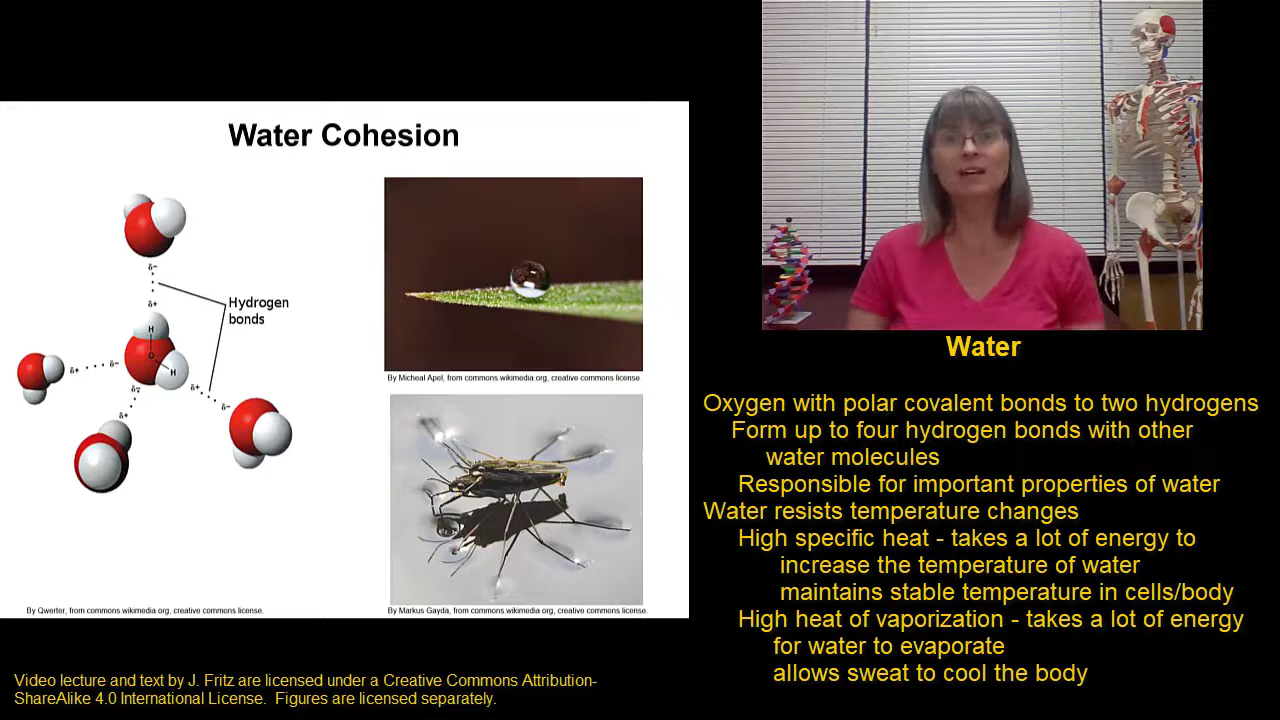 Water Cohesion
δ-
δ+
Hydrogen
bonds
H
O
H
δ+
δ-
δ-
δ+
δ+
δ-
By Micheal Apel, from commons.wikimedia.org, creative commons license.
By Qwerter, from commons.wikimedia.org, creative commons license.
By Markus Gayda, from commons.wikimedia.org, creative commons license.
Water
Oxygen with polar covalent bonds to two hydrogens
Form up to four hydrogen bonds with other
water molecules
Responsible for important properties of water
Water resists temperature changes
High specific heat - takes a lot of energy to
increase the temperature of water
maintains stable temperature in cells/body
High heat of vaporization - takes a lot of energy
for water to evaporate
allows sweat to cool the body
Video lecture and text by J. Fritz are licensed under a Creative Commons Attribution-
ShareAlike 4.0 International License. Figures are licensed separately.